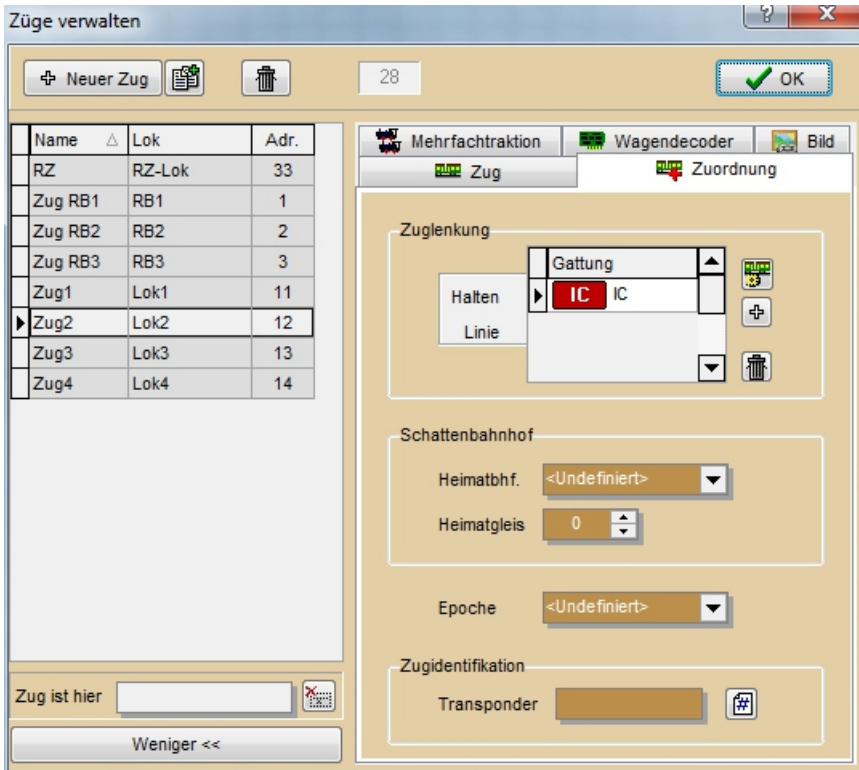 Züge verwalten
Neuer Zug 28 OK
Name Lok Adr.
RZ RZ-Lok 33
Zug RB1 RB1 1
Zug RB2 RB2 2
Zug RB3 RB3 3
Zug1 Lok1 11
Zug2 Lok2 12
Zug3 Lok3 13
Zug4 Lok4 14
Zug ist hier
Weniger <<
Mehrfachtraktion Wagendecoder Bild
Zug Zuordnung
Zuglenkung
Gattung
Halten
IC IC
Linie
Schattenbahnhof
Heimatbhf. <Undefiniert>
Heimatgleis 0
Epoche <Undefiniert>
Zugidentifikation
Transponder #